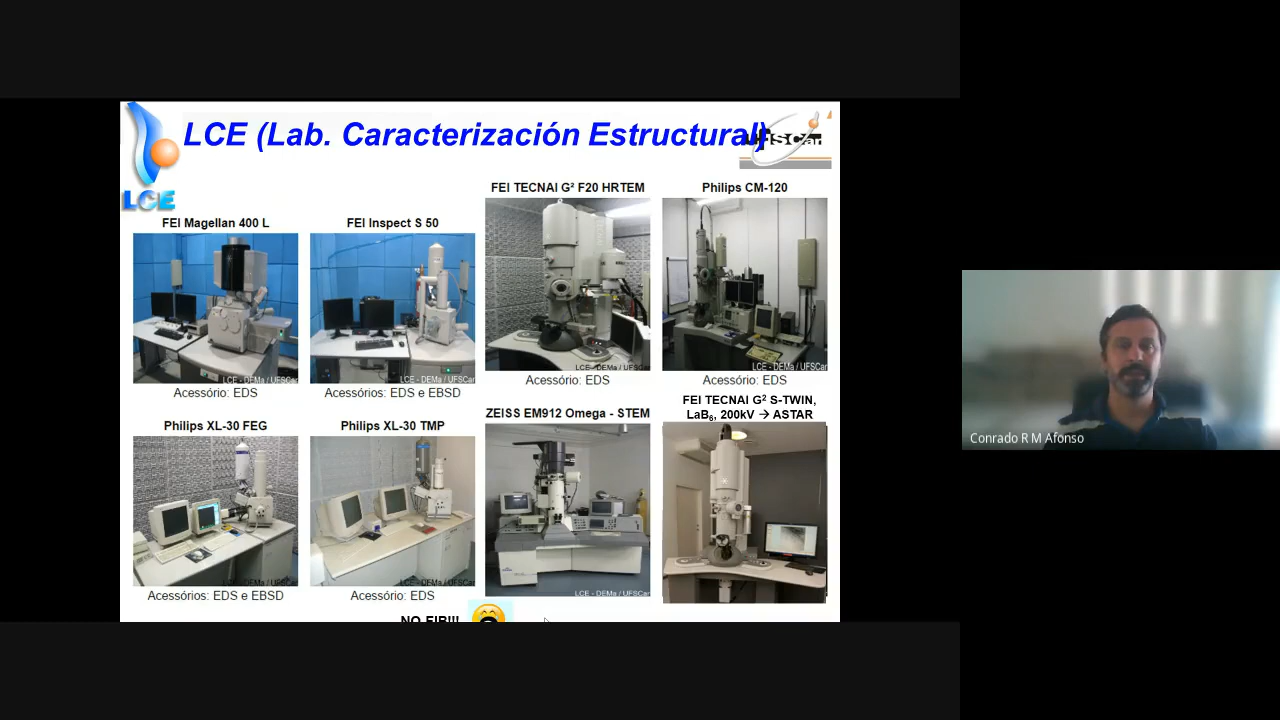 LCE (Lab. Caracterización Estructural)
UFSCar
LCE
FEI TECNAI G² F20 HRTEM
Philips CM-120
FEI Magellan 400 L
FEI Inspect S 50
LCE - DEMa / UFSCar
LCE - DEMa / UFSCar
LCE - DEMa / UFSCar
LCE - DEMa / UFSCar
Acessório: EDS
Acessórios: EDS e EBSD
Acessório: EDS
Acessório: EDS
FEI TECNAI G² S-TWIN,
LaB₆, 200kV → ASTAR
ZEISS EM912 Omega - STEM
Philips XL-30 FEG
Philips XL-30 TMP
Conrado R M Afonso
LCE - DEMa / UFSCar
LCE - DEMa / UFSCar
LCE - DEMa / UFSCar
Acessórios: EDS e EBSD
Acessório: EDS
NO FIB!!!